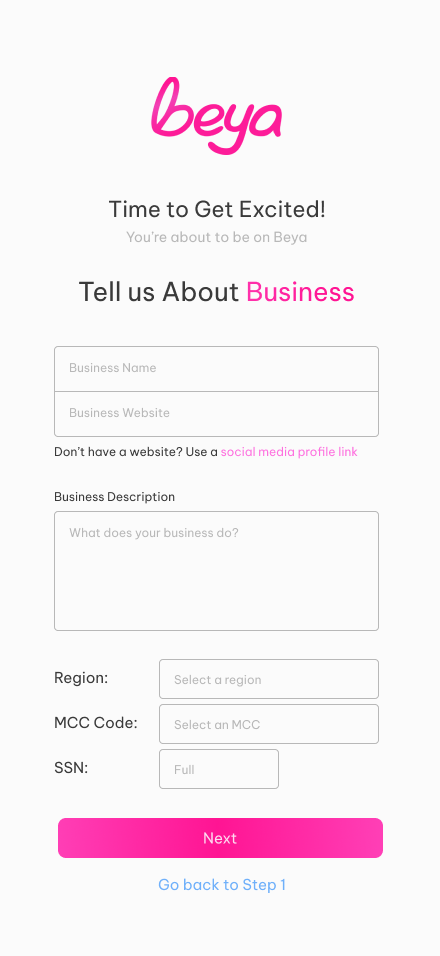 beya
Time to Get Excited!
You're about to be on Beya
Tell us About Business
Business Name
Business Website
Don't have a website? Use a social media profile link
Business Description
What does your business do?
Region:
Select a region
MCC Code:
Select an MCC
SSN:
Full
Next
Go back to Step 1